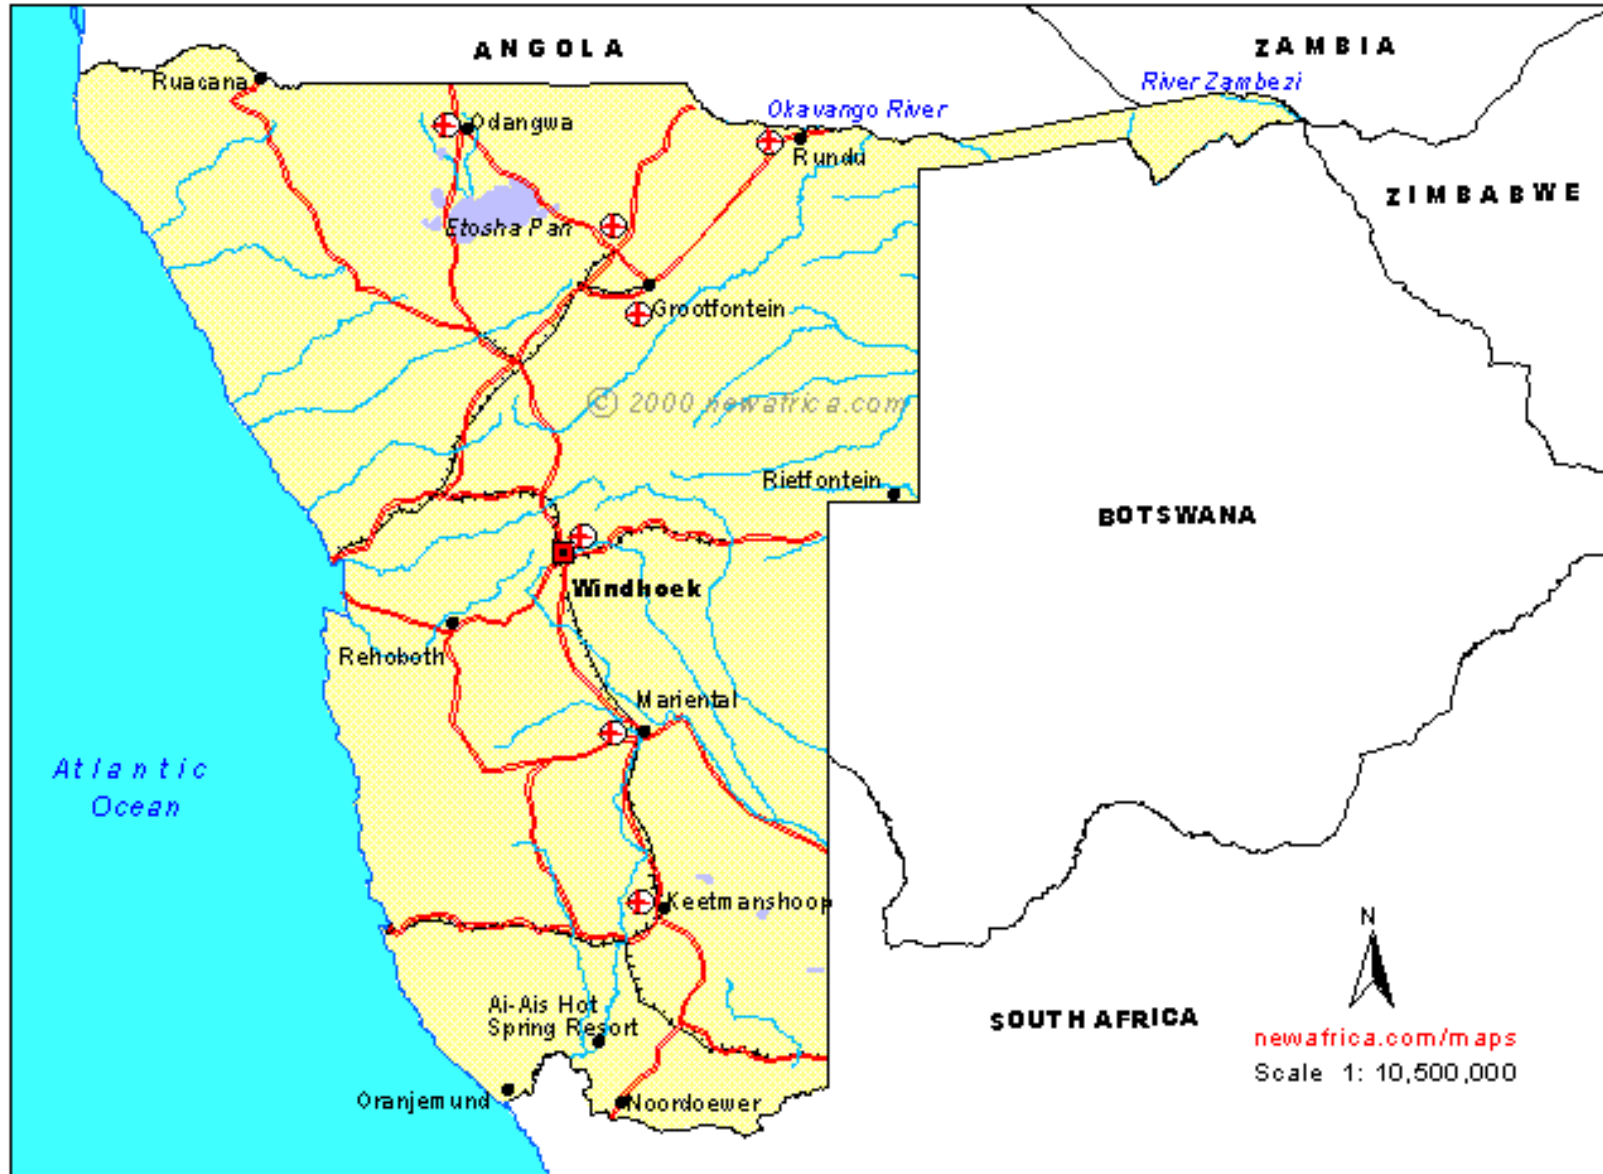 ANGOLA
ZAMBIA
River Zambezi
Ruacana
Okavango River
Odangwa
Rundu
ZIMBABWE
Etosha Pan
Grootfontein
© 2000 newafrica.com
Rietfontein
BOTSWANA
Windhoek
Rehoboth
Mariental
Atlantic
Ocean
Keetmanshoop
N
Ai-Ais Hot
Spring Resort
SOUTH AFRICA
newafrica.com/maps
Scale 1: 10,500,000
Oranjemund
Noordoewer